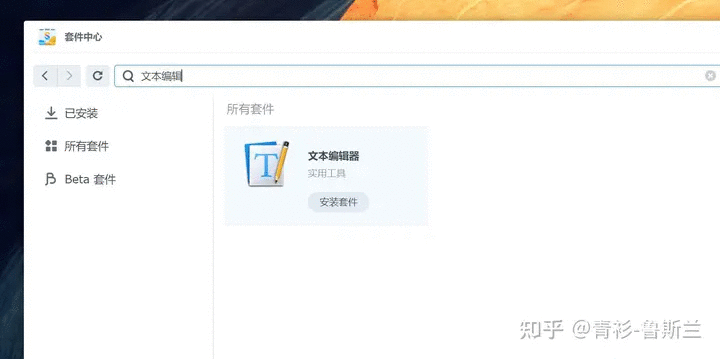 套件中心
文本编辑
已安装
所有套件
Beta 套件
所有套件
文本编辑器
实用工具
安装套件
知乎 @青衫-鲁斯兰